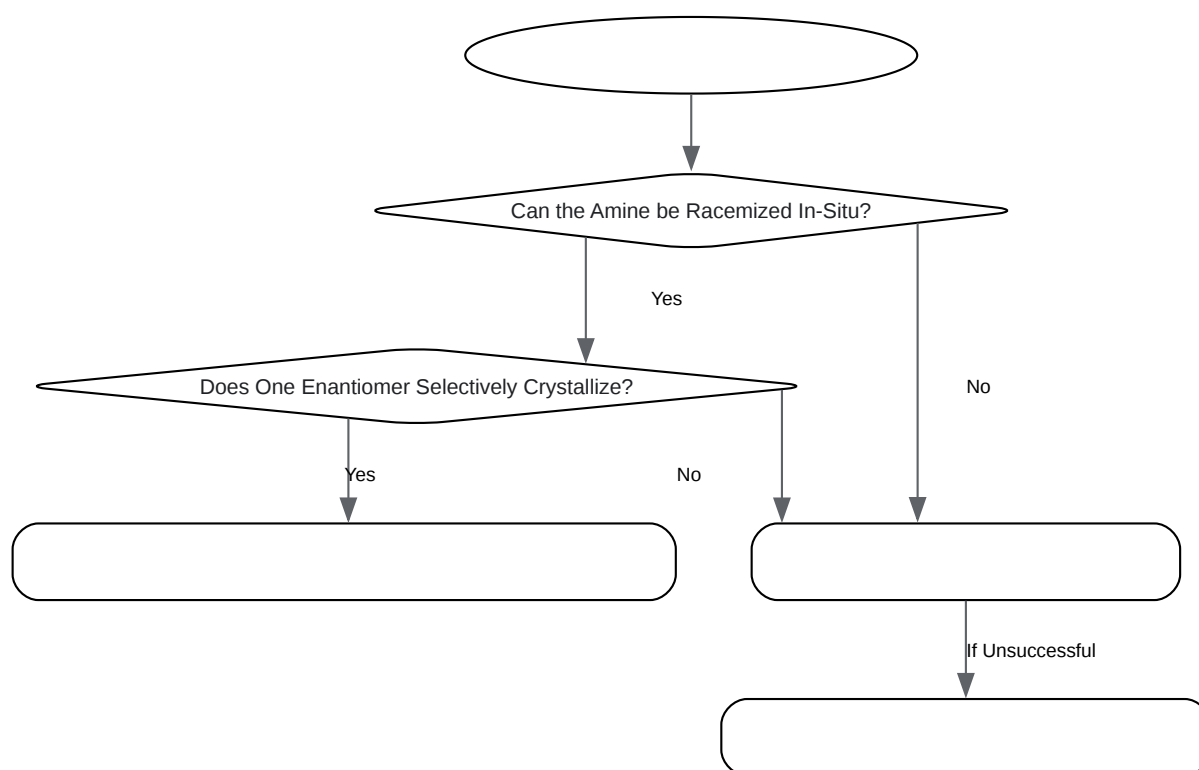 Can the Amine be Racemized In-Situ?
Yes
Does One Enantiomer Selectively Crystallize?
No
Yes
No
If Unsuccessful